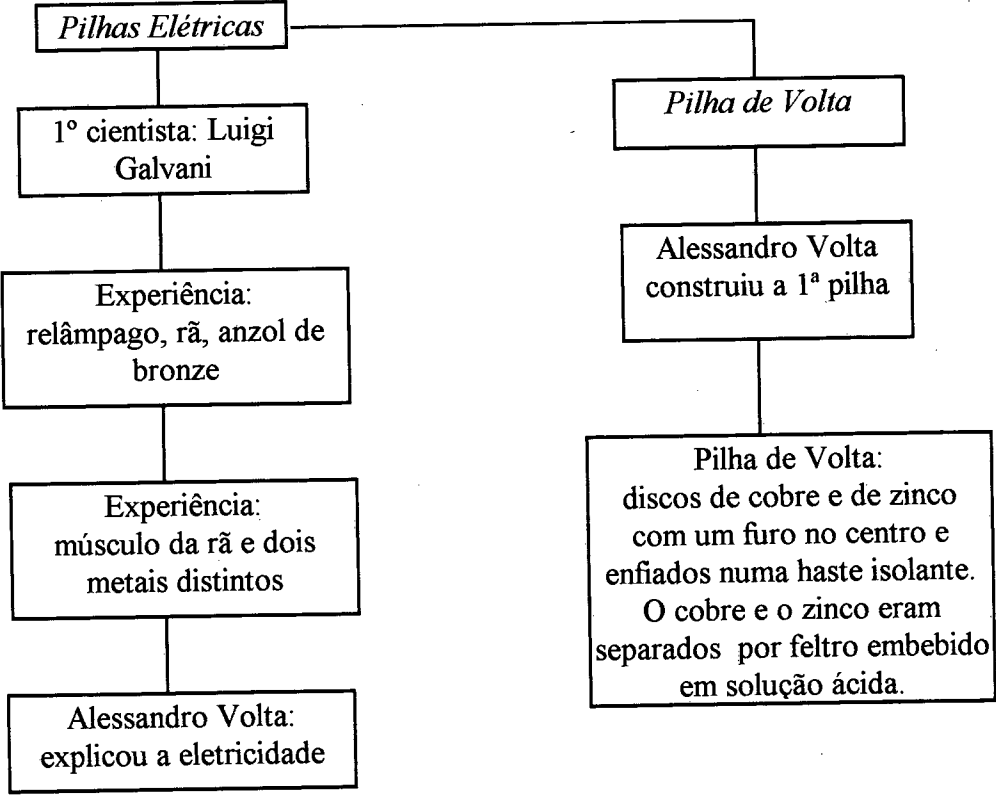 Pilhas Elétricas
1º cientista: Luigi
Galvani
Experiência:
relâmpago, rã, anzol de
bronze
Experiência:
músculo da rã e dois
metais distintos
Alessandro Volta:
explicou a eletricidade
Pilha de Volta
Alessandro Volta
construiu a 1ª pilha
Pilha de Volta:
discos de cobre e de zinco
com um furo no centro e
enfiados numa haste isolante.
O cobre e o zinco eram
separados por feltro embebido
em solução ácida.